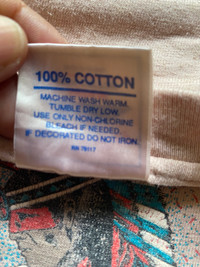 100% COTTON
MACHINE WASH WARM.
TUMBLE DRY LOW.
USE ONLY NON-CHLORINE
BLEACH IF NEEDED.
IF DECORATED DO NOT IRON.